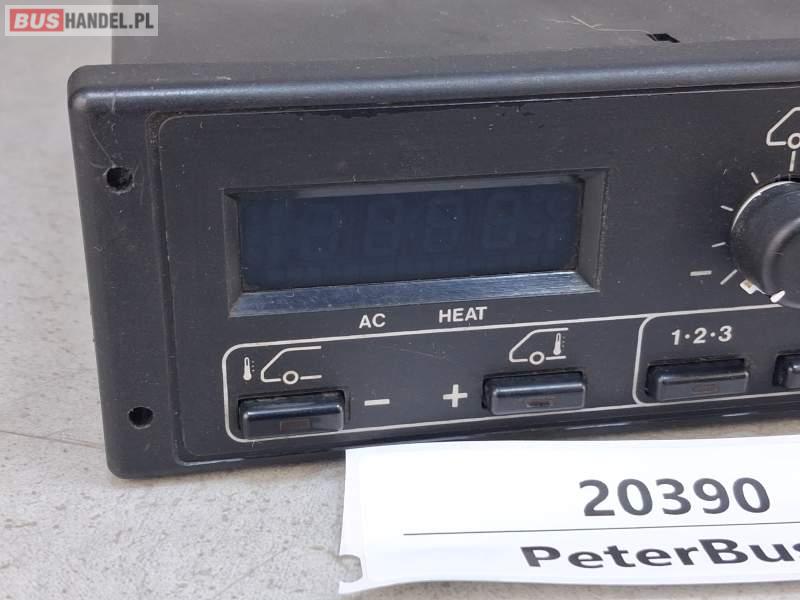 BUSHANDEL.PL
AC HEAT
- +
1·2·3
-
20390
PeterBus